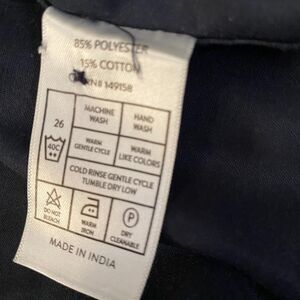 85% POLYESTER
15% COTTON
RN# 149158
26
MACHINE WASH
HAND WASH
40C
WARM GENTLE CYCLE
WARM LIKE COLORS
COLD RINSE GENTLE CYCLE
TUMBLE DRY LOW
DO NOT BLEACH
WARM IRON
P
DRY CLEANABLE
MADE IN INDIA